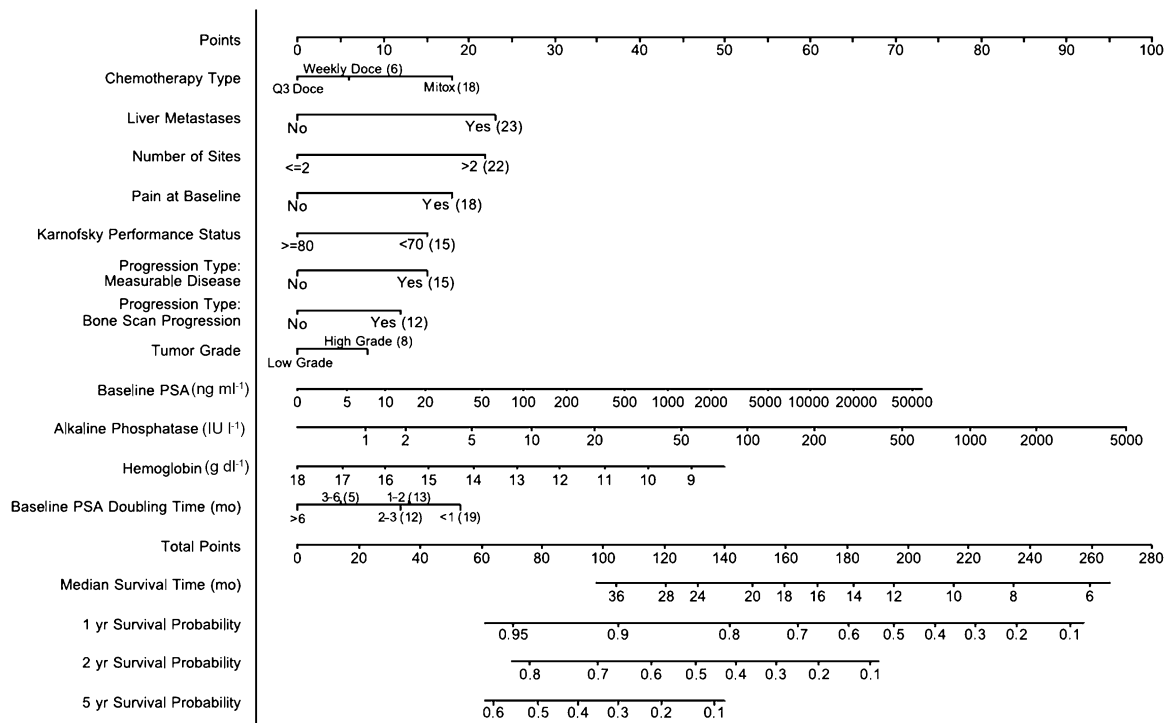 Points
0 10 20 30 40 50 60 70 80 90 100
Chemotherapy Type
Weekly Doce (6)
Q3 Doce Mitox (18)
Liver Metastases
No Yes (23)
Number of Sites
<=2 >2 (22)
Pain at Baseline
No Yes (18)
Karnofsky Performance Status
>=80 <70 (15)
Progression Type:
Measurable Disease
No Yes (15)
Progression Type:
Bone Scan Progression
No Yes (12)
Tumor Grade
High Grade (8)
Low Grade
Baseline PSA (ng ml-1)
0 5 10 20 50 100 200 500 1000 2000 5000 10000 20000 50000
Alkaline Phosphatase (IU l-1)
1 2 5 10 20 50 100 200 500 1000 2000 5000
Hemoglobin (g dl-1)
18 17 16 15 14 13 12 11 10 9
Baseline PSA Doubling Time (mo)
3-6 (5) 1-2 (13)
>6 2-3 (12) <1 (19)
Total Points
0 20 40 60 80 100 120 140 160 180 200 220 240 260 280
Median Survival Time (mo)
36 28 24 20 18 16 14 12 10 8 6
1 yr Survival Probability
0.95 0.9 0.8 0.7 0.6 0.5 0.4 0.3 0.2 0.1
2 yr Survival Probability
0.8 0.7 0.6 0.5 0.4 0.3 0.2 0.1
5 yr Survival Probability
0.6 0.5 0.4 0.3 0.2 0.1